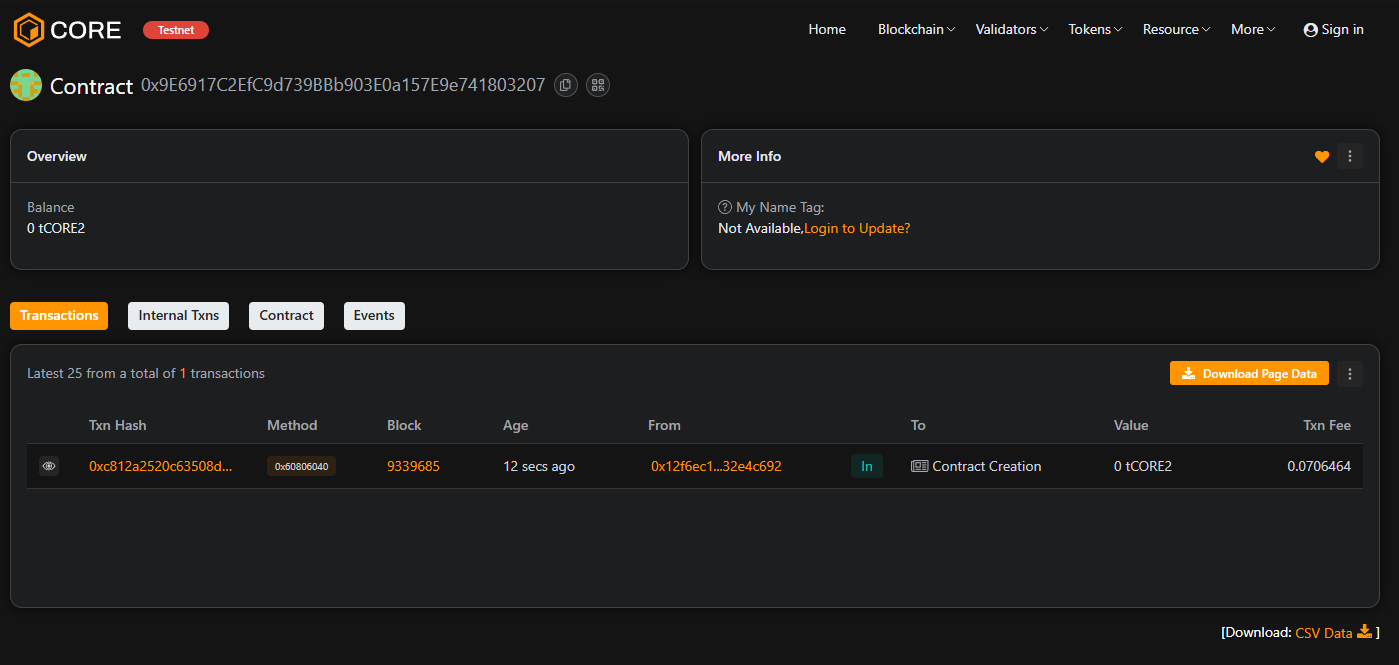 CORE Testnet Home Blockchain Validators Tokens Resource More Sign in
Contract 0x9E6917C2EfC9d739BBb903E0a157E9e741803207
Overview
Balance
0 tCORE2
More Info
My Name Tag:
Not Available,Login to Update?
Transactions Internal Txns Contract Events
Latest 25 from a total of 1 transactions Download Page Data
Txn Hash Method Block Age From To Value Txn Fee
0xc812a2520c63508d... 0x60806040 9339685 12 secs ago 0x12f6ec1...32e4c692 In Contract Creation 0 tCORE2 0.0706464
[Download: CSV Data ]